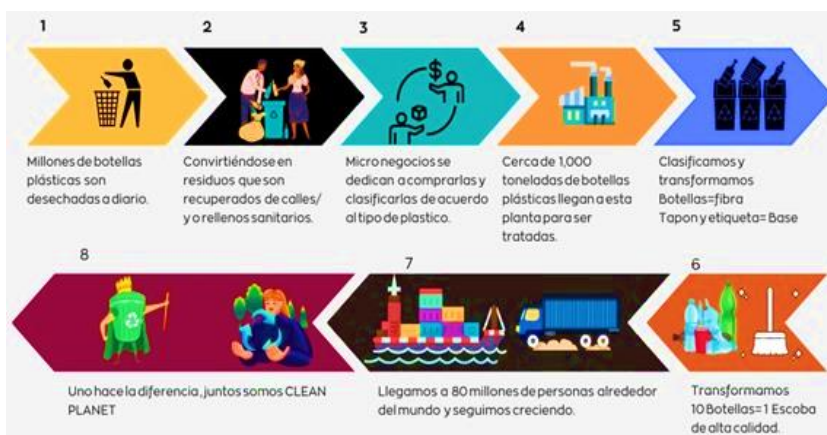 1
2
3
4
5
Millones de botellas
plásticas son
desechadas a diario.
Convirtiéndose en
residuos que son
recuperados de calles/
y o rellenos sanitarios.
Micro negocios se
dedican a comprarlas y
clasificarlas de acuerdo
al tipo de plastico.
Cerca de 1,000
toneladas de botellas
plásticas llegan a esta
planta para ser
tratadas.
Clasificamos y
transformamos
Botellas=fibra
Tapon y etiqueta= Base
8
7
6
Uno hace la diferencia, juntos somos CLEAN
PLANET
Llegamos a 80 millones de personas alrededor
del mundo y seguimos creciendo.
Transformamos
10 Botellas= 1 Escoba
de alta calidad.